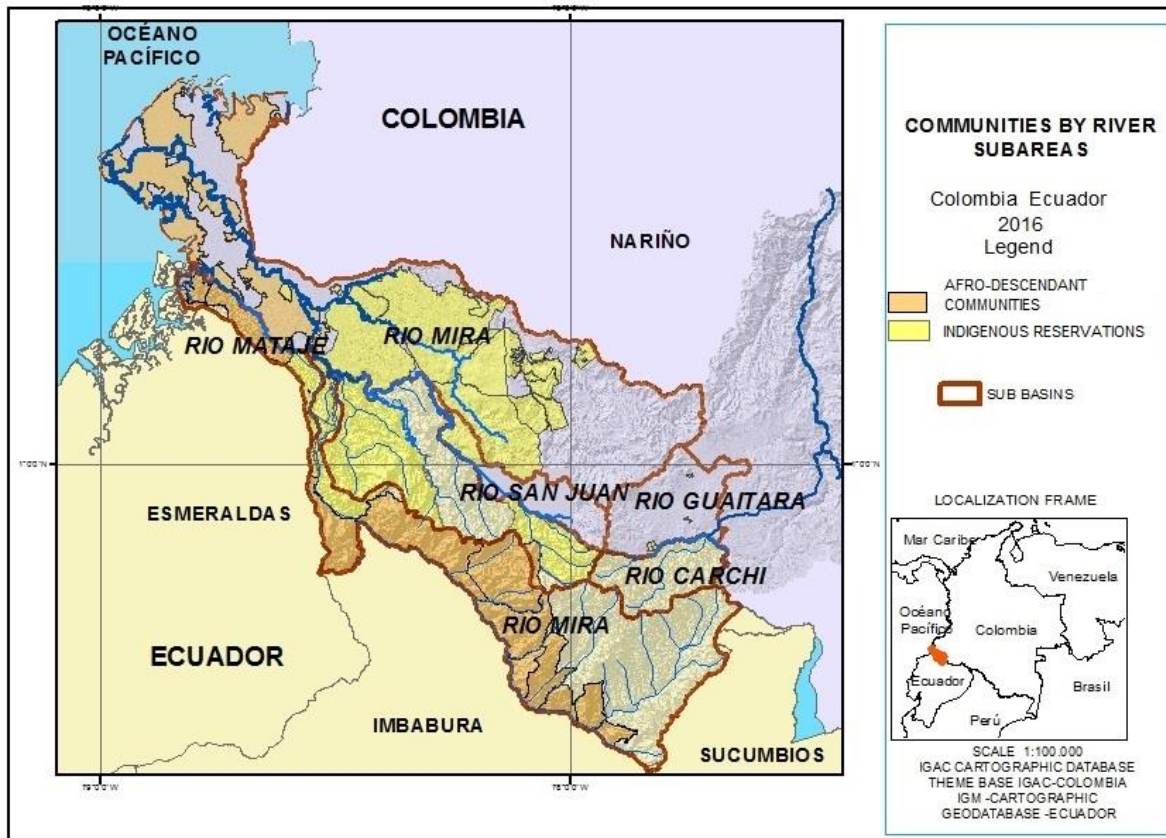 OCÉANO
PACÍFICO
COLOMBIA
NARIÑO
RIO MATAJE
RIO MIRA
1°0'0"N
RIO SAN JUAN
RIO GUAITARA
ESMERALDAS
RIO CARCHI
RIO MIRA
ECUADOR
IMBABURA
SUCUMBIOS
COMMUNITIES BY RIVER
SUBAREAS
Colombia Ecuador
2016
Legend
AFRO-DESCENDANT
COMMUNITIES
INDIGENOUS RESERVATIONS
SUB BASINS
LOCALIZATION FRAME
Mar Caribe
Venezuela
Océano
Pacífico
Colombia
Ecuador
Brasil
Perú
SCALE 1:100.000
IGAC CARTOGRAPHIC DATABASE
THEME BASE IGAC-COLOMBIA
IGM -CARTOGRAPHIC
GEODATABASE -ECUADOR